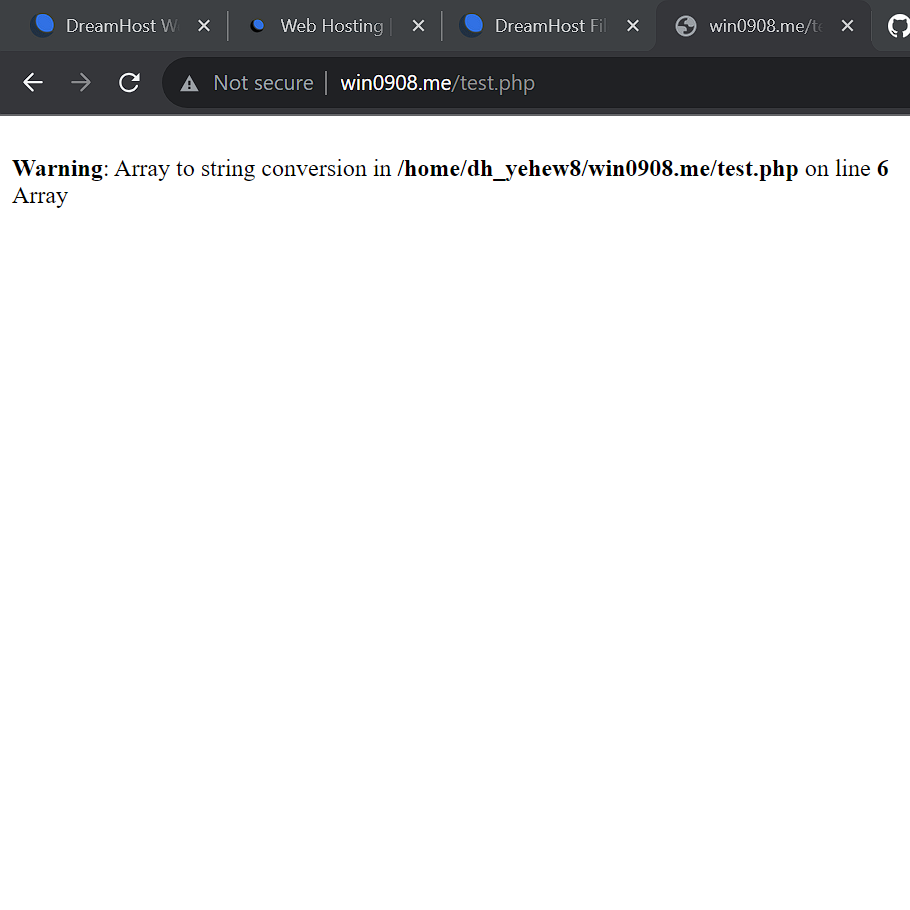 DreamHost W
Web Hosting |
DreamHost Fil
win0908.me/te
Not secure | win0908.me/test.php
Warning: Array to string conversion in /home/dh_yehew8/win0908.me/test.php on line 6
Array